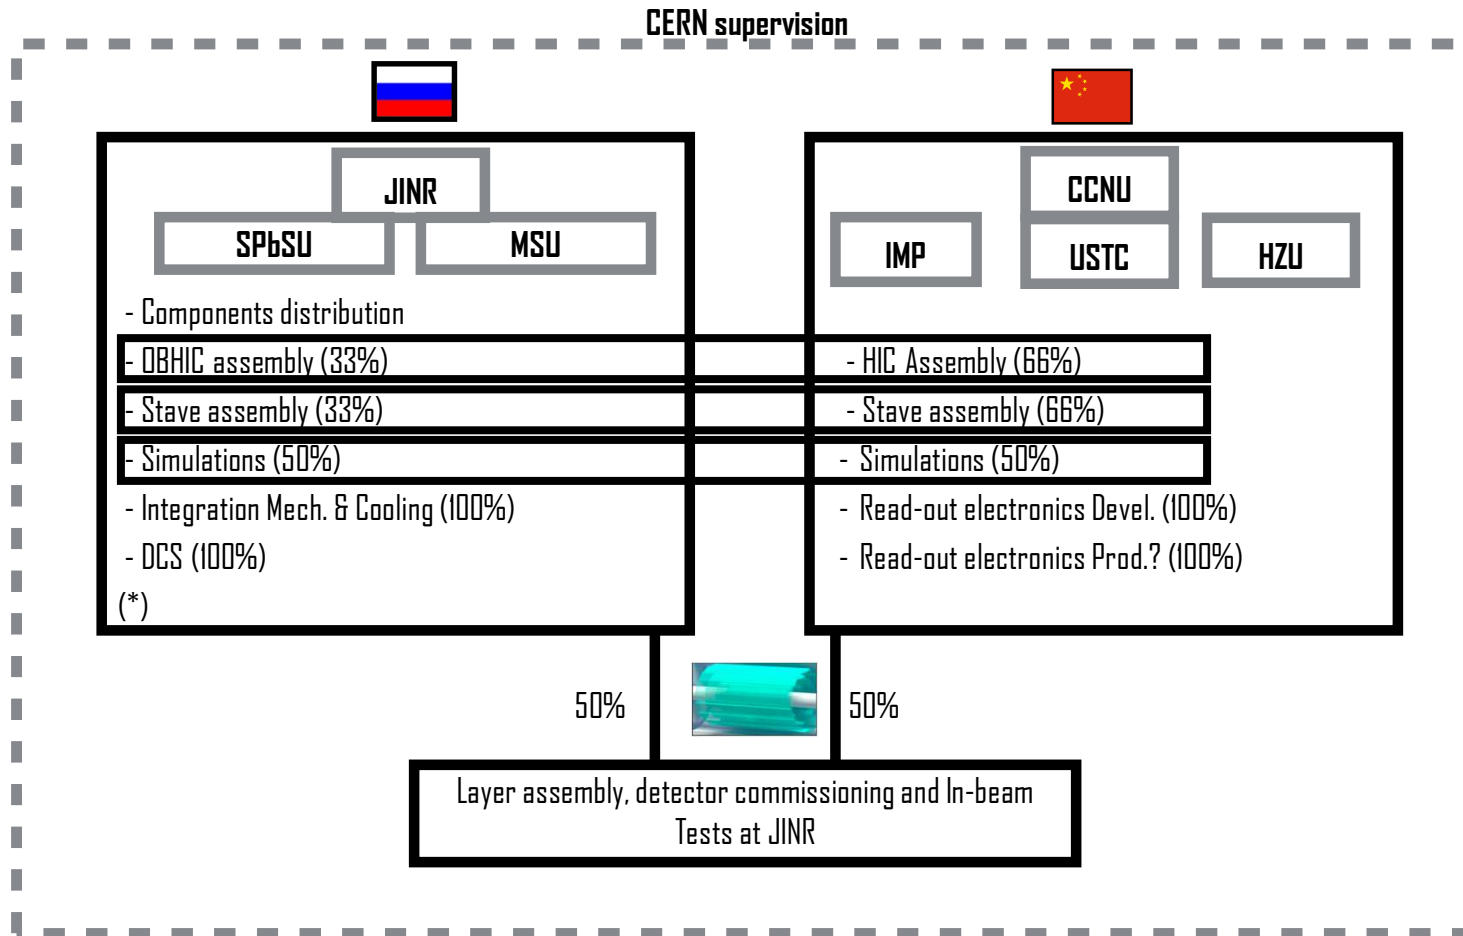 CERN supervision
JINR
SPbSU
MSU
- Components distribution
- OBHIC assembly (33%)
- Stave assembly (33%)
- Simulations (50%)
- Integration Mech. & Cooling (100%)
- DCS (100%)
(*)
CCNU
IMP
USTC
HZU
- HIC Assembly (66%)
- Stave assembly (66%)
- Simulations (50%)
- Read-out electronics Devel. (100%)
- Read-out electronics Prod.? (100%)
50%
50%
Layer assembly, detector commissioning and In-beam
Tests at JINR